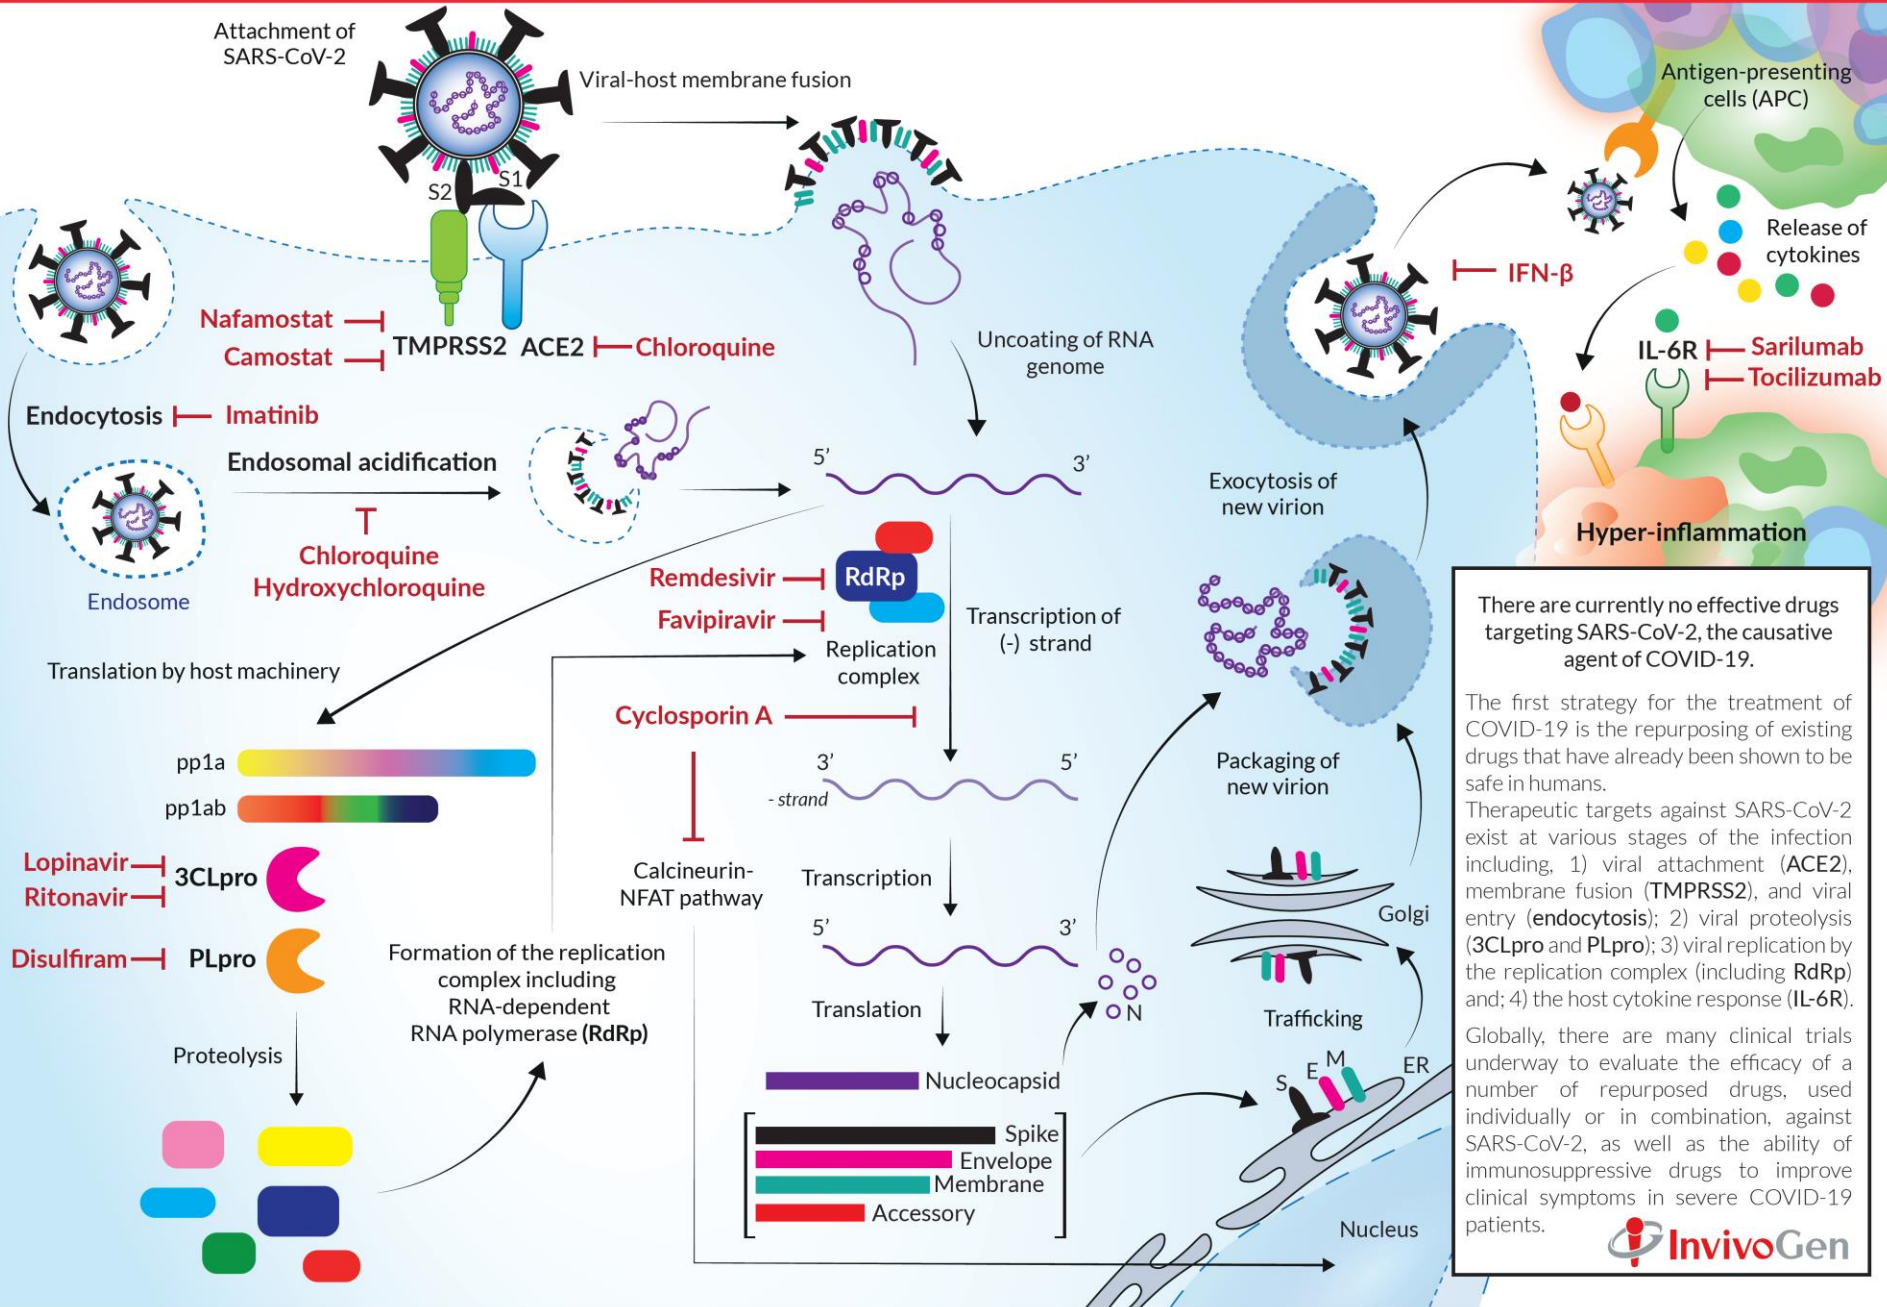 Attachment of
SARS-CoV-2
Viral-host membrane fusion
Antigen-presenting
cells (APC)
S2
S1
Release of
cytokines
IFN-β
Nafamostat
Camostat
TMPRSS2
ACE2
Chloroquine
Uncoating of RNA
genome
IL-6R
Sarilumab
Tocilizumab
Endocytosis
Imatinib
Endosomal acidification
5’
3’
Exocytosis of
new virion
Hyper-inflammation
Chloroquine
Hydroxychloroquine
Endosome
Remdesivir
RdRp
Favipiravir
Transcription of
(-) strand
Replication
complex
Translation by host machinery
Cyclosporin A
pp1a
pp1ab
3’
5’
- strand
Packaging of
new virion
Lopinavir
Ritonavir
3CLpro
Calcineurin-
NFAT pathway
Transcription
Golgi
Disulfiram
PLpro
5’
3’
Formation of the replication
complex including
RNA-dependent
RNA polymerase (RdRp)
Translation
N
Trafficking
Proteolysis
Nucleocapsid
S
E
M
ER
Spike
Envelope
Membrane
Accessory
Nucleus
There are currently no effective drugs
targeting SARS-CoV-2, the causative
agent of COVID-19.
The first strategy for the treatment of
COVID-19 is the repurposing of existing
drugs that have already been shown to be
safe in humans.
Therapeutic targets against SARS-CoV-2
exist at various stages of the infection
including, 1) viral attachment (ACE2),
membrane fusion (TMPRSS2), and viral
entry (endocytosis); 2) viral proteolysis
(3CLpro and PLpro); 3) viral replication by
the replication complex (including RdRp)
and; 4) the host cytokine response (IL-6R).
Globally, there are many clinical trials
underway to evaluate the efficacy of a
number of repurposed drugs, used
individually or in combination, against
SARS-CoV-2, as well as the ability of
immunosuppressive drugs to improve
clinical symptoms in severe COVID-19
patients.
InvivoGen